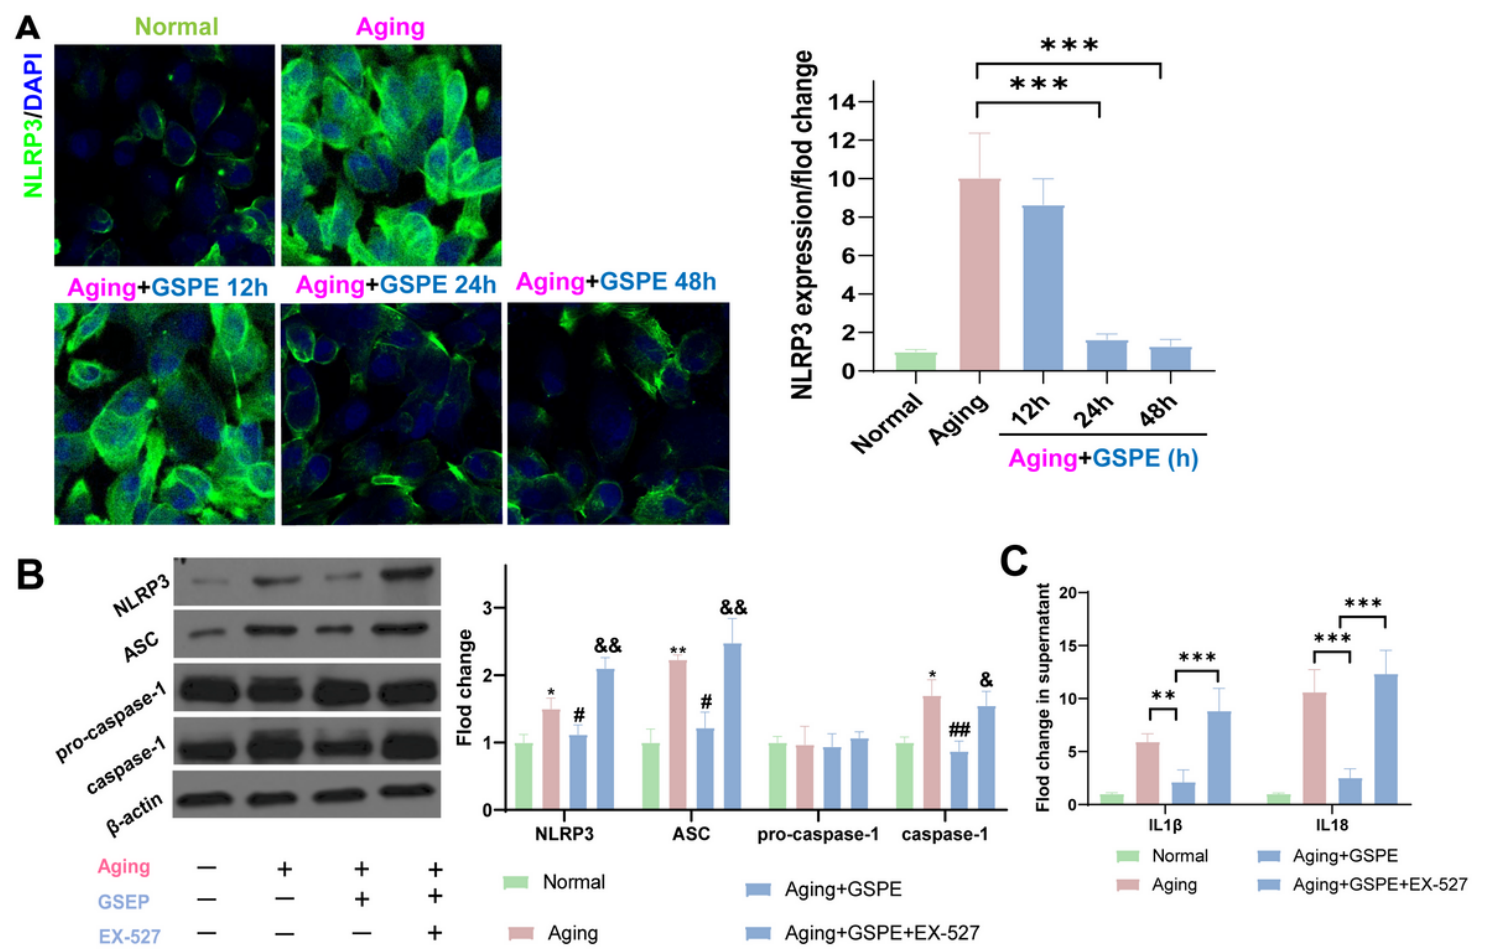 A
Normal
Aging
NLRP3/DAPI
Aging+GSPE 12h
Aging+GSPE 24h
Aging+GSPE 48h
NLRP3 expression/flod change
14
12
10
8
6
4
2
0
***
***
Normal
Aging
12h
24h
48h
Aging+GSPE (h)
B
NLRP3
ASC
pro-caspase-1
caspase-1
β-actin
Aging — + + +
GSEP — — + +
EX-527 — — — +
Flod change
3
2
1
0
* # &&
** # &&
* ## &
NLRP3 ASC pro-caspase-1 caspase-1
Normal
Aging
Aging+GSPE
Aging+GSPE+EX-527
C
Flod change in supernatant
20
15
10
5
0
** ***
*** ***
IL1β IL18
Normal
Aging
Aging+GSPE
Aging+GSPE+EX-527